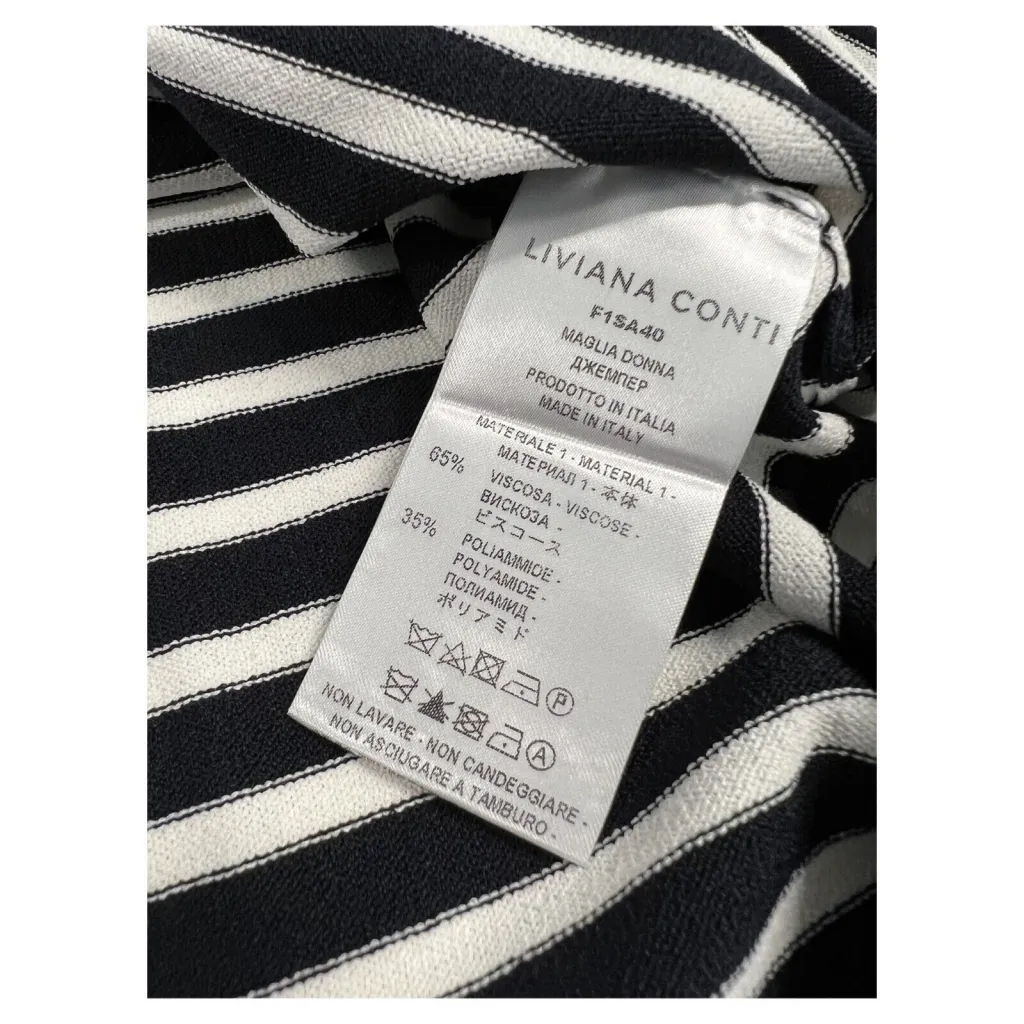 LIVIANA CONTI
F1SA40
MAGLIA DONNA
ДЖЕМПЕР
PRODOTTO IN ITALIA
MADE IN ITALY
MATERIALE 1 - MATERIAL 1 -
МАТЕРИАЛ 1 - 本体
65% VISCOSA - VISCOSE -
ВИСКОЗА -
ビスコース
35% POLIAMMIDE -
POLYAMIDE -
ПОЛИАМИД -
ポリアミド
P
A
NON LAVARE - NON CANDEGGIARE -
NON ASCIUGARE A TAMBURO -